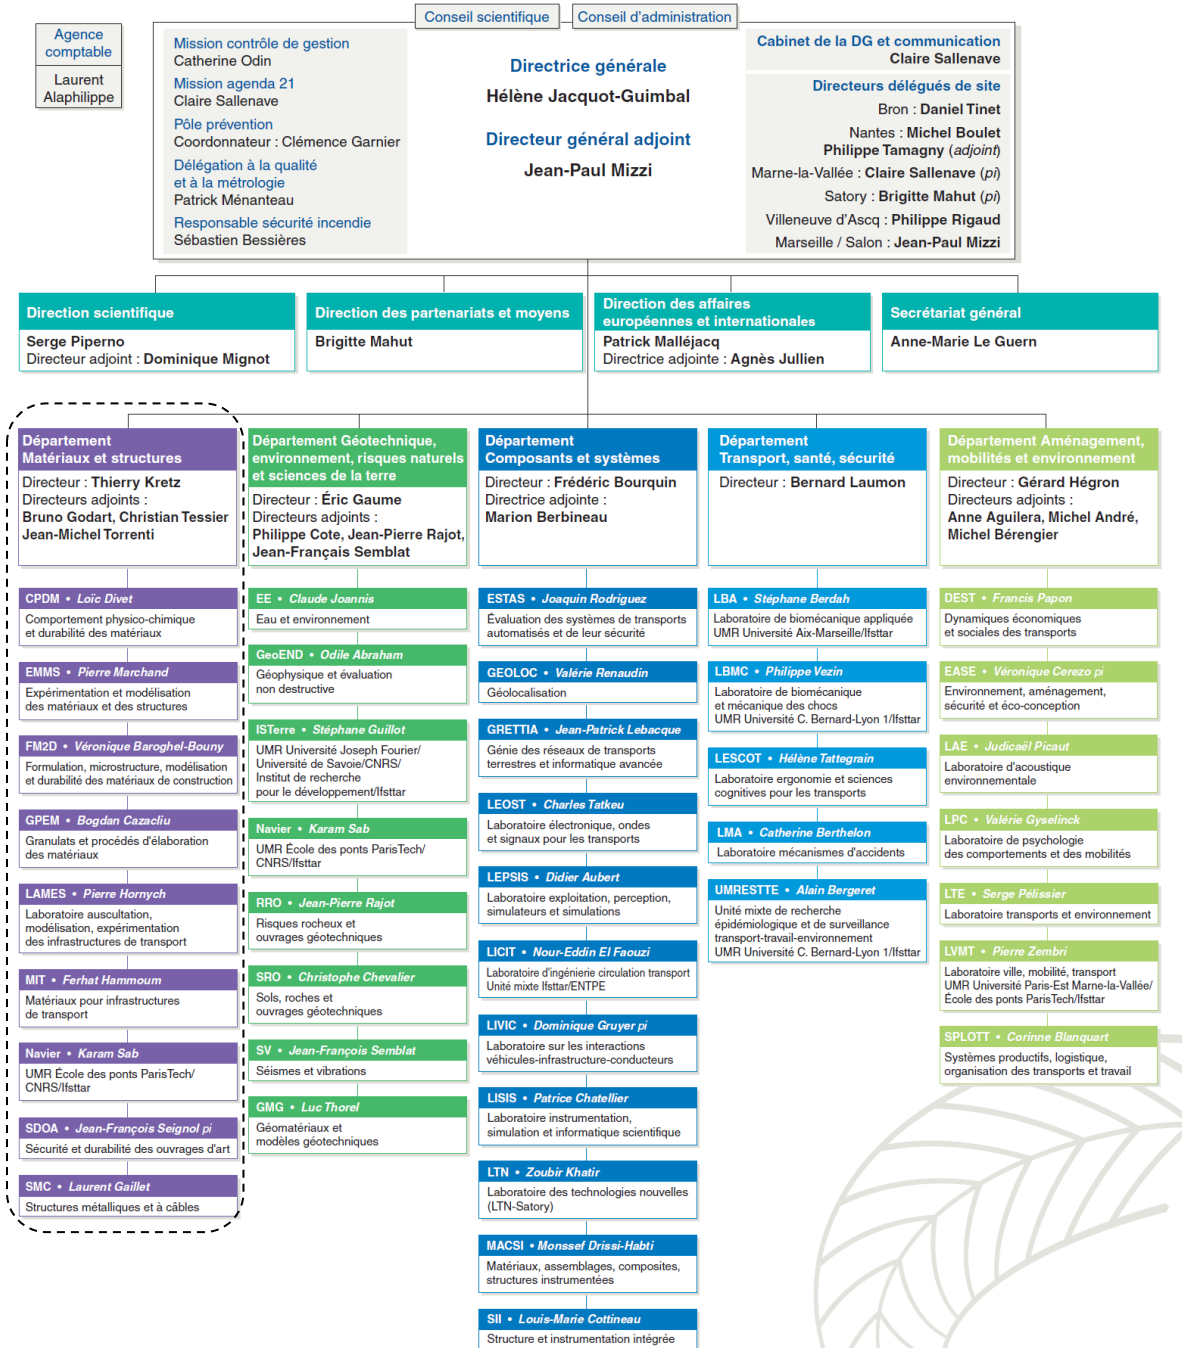 Conseil scientifique
Conseil d'administration
Agence
comptable
Laurent
Alaphilippe
Mission contrôle de gestion
Catherine Odin
Mission agenda 21
Claire Sallenave
Pôle prévention
Coordonnateur : Clémence Garnier
Délégation à la qualité
et à la métrologie
Patrick Ménanteau
Responsable sécurité incendie
Sébastien Bessières
Directrice générale
Hélène Jacquot-Guimbal
Directeur général adjoint
Jean-Paul Mizzi
Cabinet de la DG et communication
Claire Sallenave
Directeurs délégués de site
Bron : Daniel Tinet
Nantes : Michel Boulet
Philippe Tamagny (adjoint)
Marne-la-Vallée : Claire Sallenave (pi)
Satory : Brigitte Mahut (pi)
Villeneuve d'Ascq : Philippe Rigaud
Marseille / Salon : Jean-Paul Mizzi
Direction scientifique
Serge Piperno
Directeur adjoint : Dominique Mignot
Direction des partenariats et moyens
Brigitte Mahut
Direction des affaires
européennes et internationales
Patrick Malléjacq
Directrice adjointe : Agnès Jullien
Secrétariat général
Anne-Marie Le Guern
Département
Matériaux et structures
Directeur : Thierry Kretz
Directeurs adjoints :
Bruno Godart, Christian Tessier
Jean-Michel Torrenti
CPDM • Loïc Divet
Comportement physico-chimique
et durabilité des matériaux
EMMS • Pierre Marchand
Expérimentation et modélisation
des matériaux et des structures
FM2D • Véronique Baroghel-Bouny
Formulation, microstructure, modélisation
et durabilité des matériaux de construction
GPEM • Bogdan Cazacliu
Granulats et procédés d'élaboration
des matériaux
LAMES • Pierre Hornych
Laboratoire auscultation,
modélisation, expérimentation
des infrastructures de transport
MIT • Ferhat Hammoum
Matériaux pour infrastructures
de transport
Navier • Karam Sab
UMR École des ponts ParisTech/
CNRS/Ifsttar
SDOA • Jean-François Seignol pi
Sécurité et durabilité des ouvrages d'art
SMC • Laurent Gaillet
Structures métalliques et à câbles
Département Géotechnique,
environnement, risques naturels
et sciences de la terre
Directeur : Éric Gaume
Directeurs adjoints :
Philippe Cote, Jean-Pierre Rajot,
Jean-François Semblat
EE • Claude Joannis
Eau et environnement
GeoEND • Odile Abraham
Géophysique et évaluation
non destructive
ISTerre • Stéphane Guillot
UMR Université Joseph Fourier/
Université de Savoie/CNRS/
Institut de recherche
pour le développement/Ifsttar
Navier • Karam Sab
UMR École des ponts ParisTech/
CNRS/Ifsttar
RRO • Jean-Pierre Rajot
Risques rocheux et
ouvrages géotechniques
SRO • Christophe Chevalier
Sols, roches et
ouvrages géotechniques
SV • Jean-François Semblat
Séismes et vibrations
GMG • Luc Thorel
Géomatériaux et
modèles géotechniques
Département
Composants et systèmes
Directeur : Frédéric Bourquin
Directrice adjointe :
Marion Berbineau
ESTAS • Joaquin Rodriguez
Évaluation des systèmes de transports
automatisés et de leur sécurité
GEOLOC • Valérie Renaudin
Géolocalisation
GRETTIA • Jean-Patrick Lebacque
Génie des réseaux de transports
terrestres et informatique avancée
LEOST • Charles Tatkeu
Laboratoire électronique, ondes
et signaux pour les transports
LEPSIS • Didier Aubert
Laboratoire exploitation, perception,
simulateurs et simulations
LICIT • Nour-Eddin El Faouzi
Laboratoire d'ingénierie circulation transport
Unité mixte Ifsttar/ENTPE
LIVIC • Dominique Gruyer pi
Laboratoire sur les interactions
véhicules-infrastructure-conducteurs
LISIS • Patrice Chatellier
Laboratoire instrumentation,
simulation et informatique scientifique
LTN • Zoubir Khatir
Laboratoire des technologies nouvelles
(LTN-Satory)
MACSI • Monssef Drissi-Habti
Matériaux, assemblages, composites,
structures instrumentées
SII • Louis-Marie Cottineau
Structure et instrumentation intégrée
Département
Transport, santé, sécurité
Directeur : Bernard Laumon
LBA • Stéphane Berdah
Laboratoire de biomécanique appliquée
UMR Université Aix-Marseille/Ifsttar
LBMC • Philippe Vezin
Laboratoire de biomécanique
et mécanique des chocs
UMR Université C. Bernard-Lyon 1/Ifsttar
LESCOT • Hélène Tattegrain
Laboratoire ergonomie et sciences
cognitives pour les transports
LMA • Catherine Berthelon
Laboratoire mécanismes d'accidents
UMRESTTE • Alain Bergeret
Unité mixte de recherche
épidémiologique et de surveillance
transport-travail-environnement
UMR Université C. Bernard-Lyon 1/Ifsttar
Département Aménagement,
mobilités et environnement
Directeur : Gérard Hégron
Directeurs adjoints :
Anne Aguilera, Michel André,
Michel Bérengier
DEST • Francis Papon
Dynamiques économiques
et sociales des transports
EASE • Véronique Cerezo pi
Environnement, aménagement,
sécurité et éco-conception
LAE • Judicaël Picaut
Laboratoire d'acoustique
environnementale
LPC • Valérie Gyselinck
Laboratoire de psychologie
des comportements et des mobilités
LTE • Serge Pélissier
Laboratoire transports et environnement
LVMT • Pierre Zembri
Laboratoire ville, mobilité, transport
UMR Université Paris-Est Marne-la-Vallée/
École des ponts ParisTech/Ifsttar
SPLOTT • Corinne Blanquart
Systèmes productifs, logistique,
organisation des transports et travail